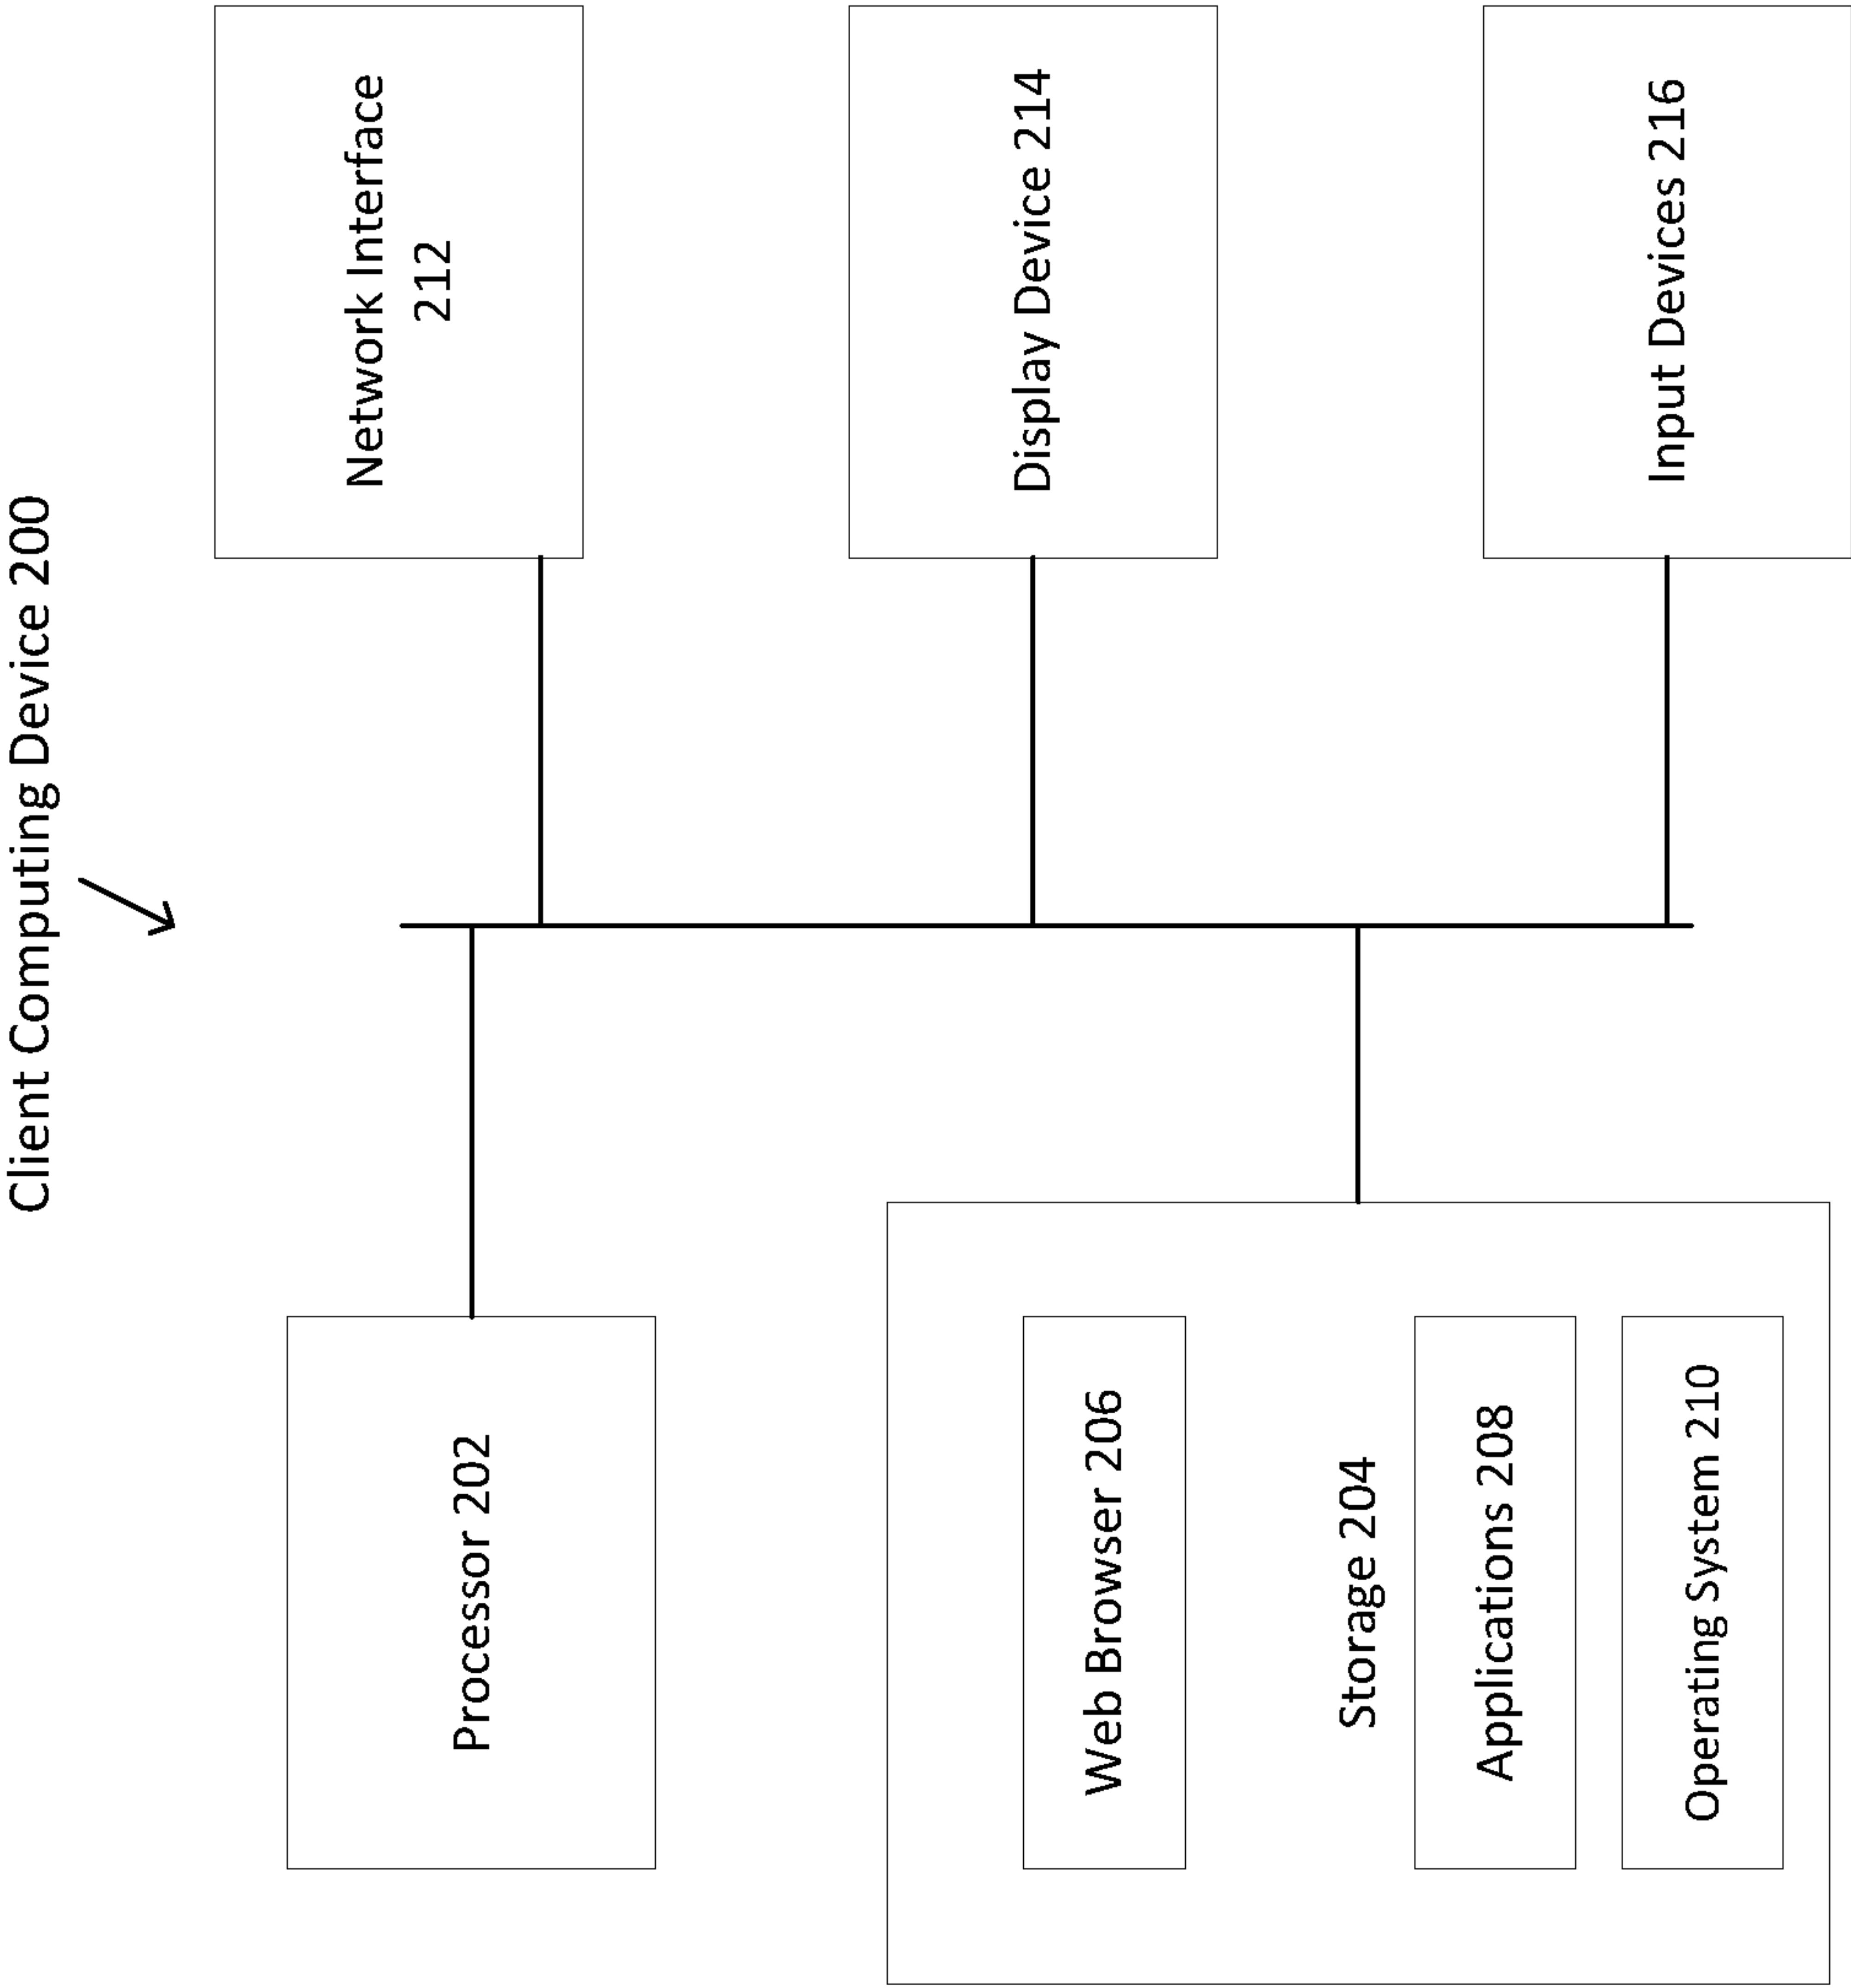 Client Computing Device 200
Processor 202
Network Interface
212
Display Device 214
Web Browser 206
Storage 204
Applications 208
Operating System 210
Input Devices 216